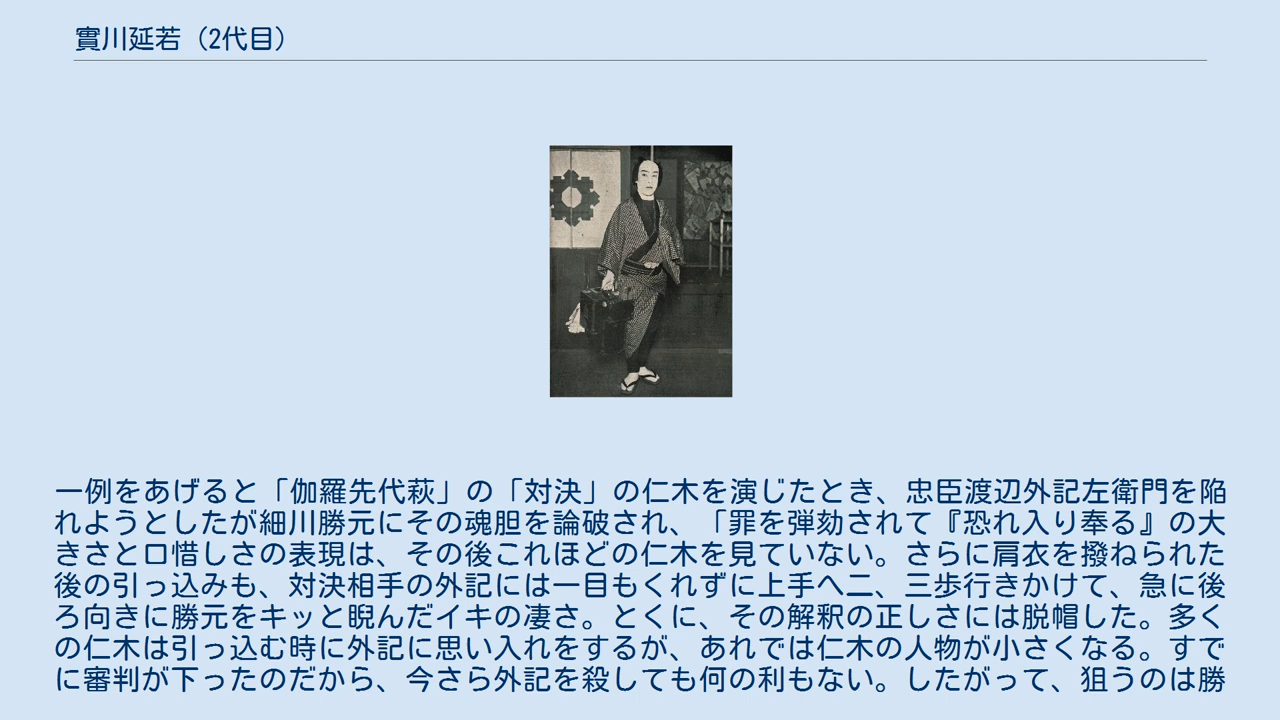 實川延若（2代目）
一例をあげると「伽羅先代萩」の「対決」の仁木を演じたとき、忠臣渡辺外記左衛門を陥
れようとしたが細川勝元にその魂胆を論破され、「罪を弾劾されて『恐れ入り奉る』の大
きさと口惜しさの表現は、その後これほどの仁木を見ていない。さらに肩衣を撥ねられた
後の引っ込みも、対決相手の外記には一目もくれずに上手へ二、三歩行きかけて、急に後
ろ向きに勝元をキッと睨んだイキの凄さ。とくに、その解釈の正しさには脱帽した。多く
の仁木は引っ込む時に外記に思い入れをするが、あれでは仁木の人物が小さくなる。すで
に審判が下ったのだから、今さら外記を殺しても何の利もない。したがって、狙うのは勝